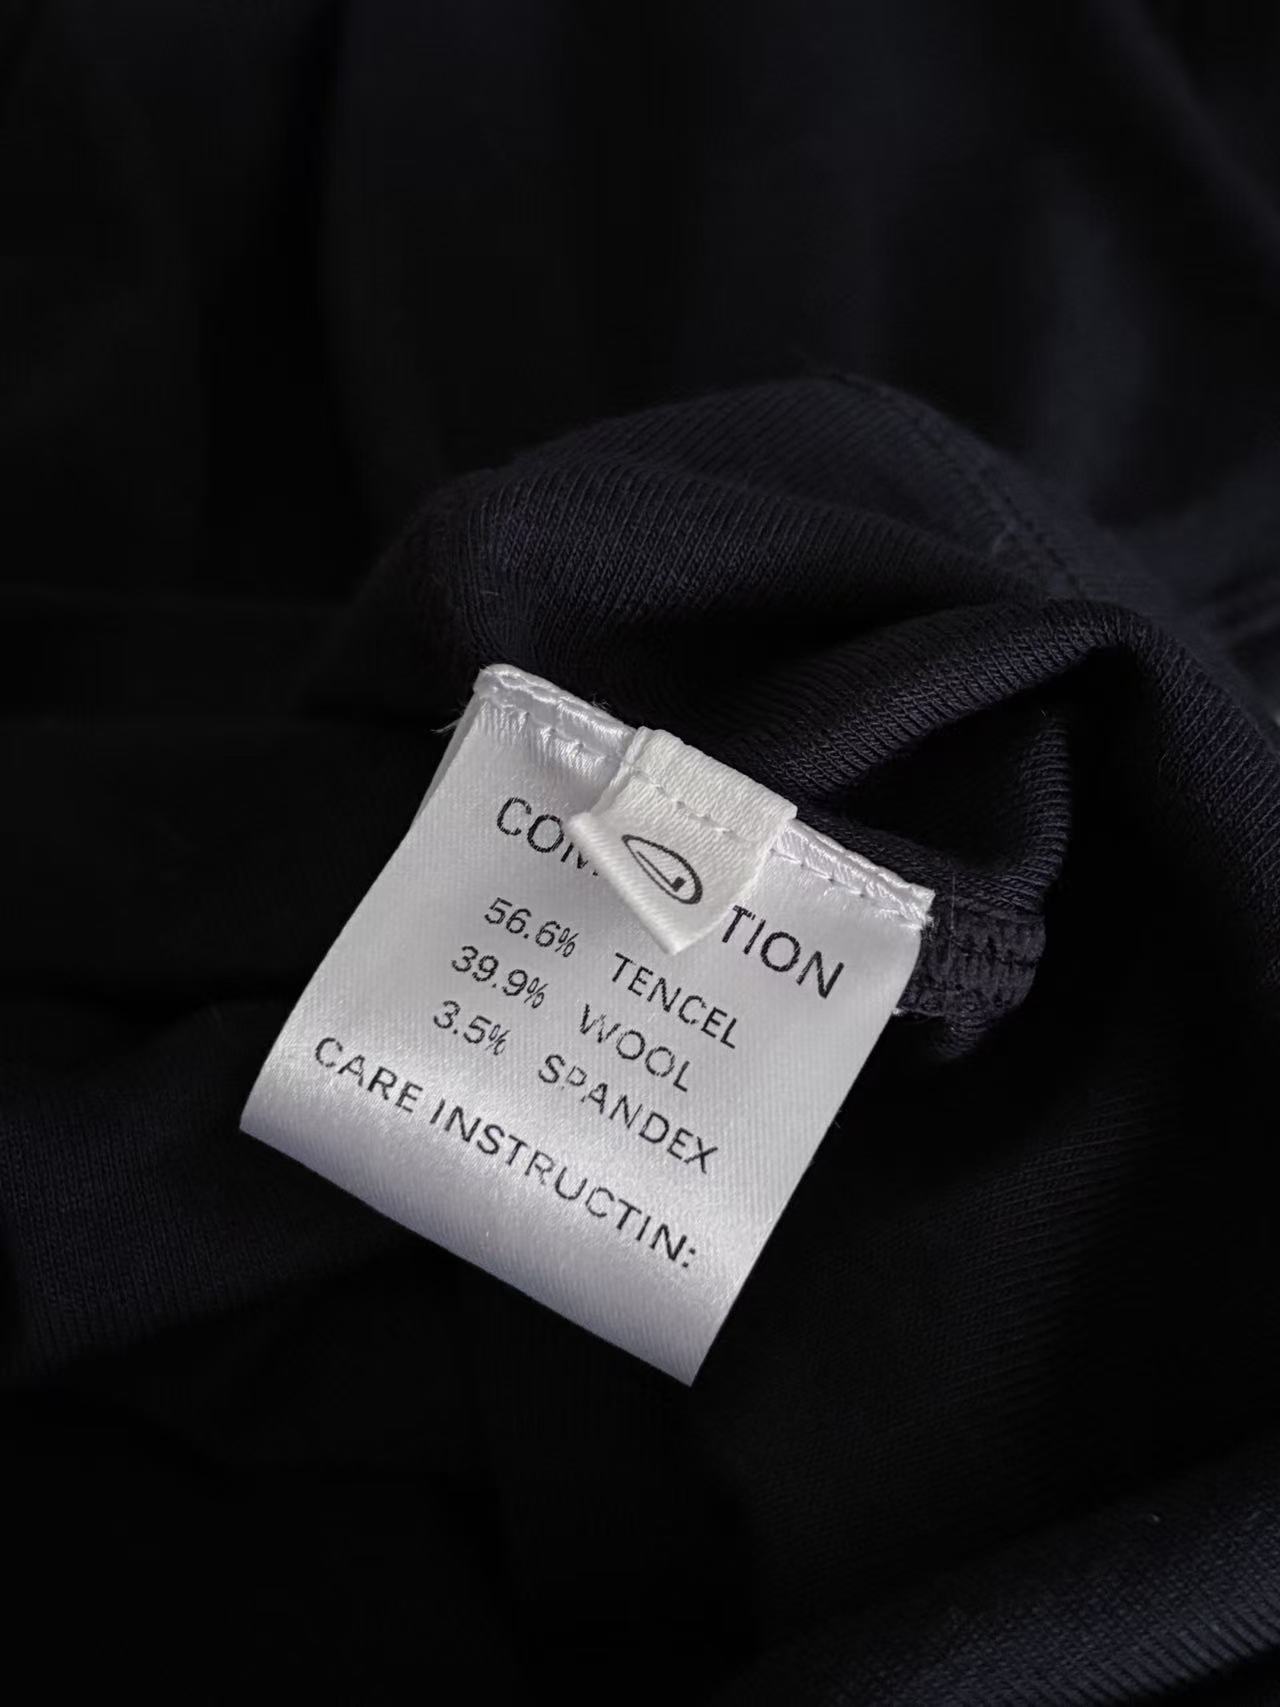 COM TION
56.6% TENCEL
39.9% WOOL
3.5% SPANDEX
CARE INSTRUCTIN: